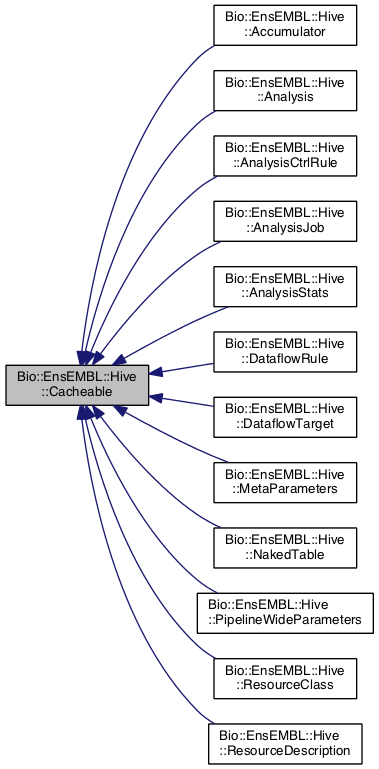 Bio::EnsEMBL::Hive
::Accumulator
Bio::EnsEMBL::Hive
::Analysis
Bio::EnsEMBL::Hive
::AnalysisCtrlRule
Bio::EnsEMBL::Hive
::AnalysisJob
Bio::EnsEMBL::Hive
::AnalysisStats
Bio::EnsEMBL::Hive
::DataflowRule
Bio::EnsEMBL::Hive
::Cacheable
Bio::EnsEMBL::Hive
::DataflowTarget
Bio::EnsEMBL::Hive
::MetaParameters
Bio::EnsEMBL::Hive
::NakedTable
Bio::EnsEMBL::Hive
::PipelineWideParameters
Bio::EnsEMBL::Hive
::ResourceClass
Bio::EnsEMBL::Hive
::ResourceDescription